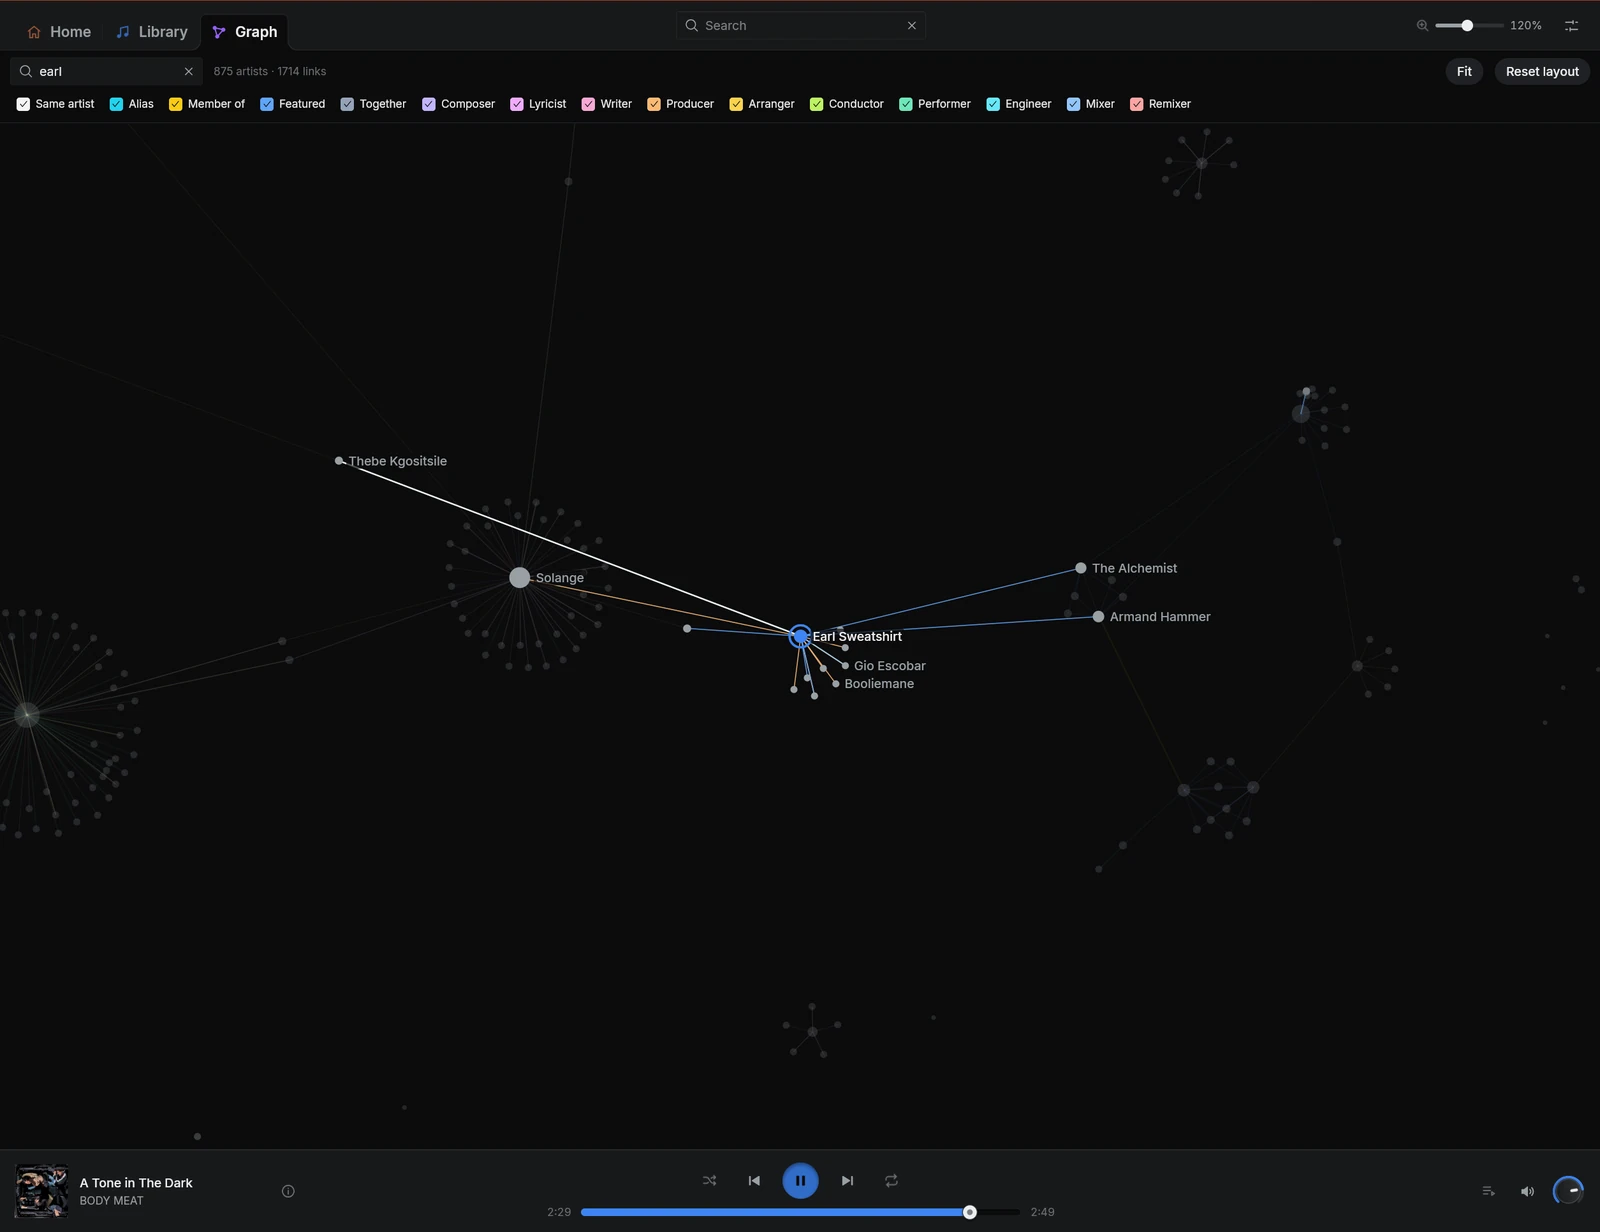 Home
Library
Graph
Search
120%
earl
875 artists · 1714 links
Fit
Reset layout
Same artist
Alias
Member of
Featured
Together
Composer
Lyricist
Writer
Producer
Arranger
Conductor
Performer
Engineer
Mixer
Remixer
Thebe Kgositsile
Solange
The Alchemist
Armand Hammer
Earl Sweatshirt
Gio Escobar
Booliemane
A Tone in The Dark
BODY MEAT
2:29
2:49